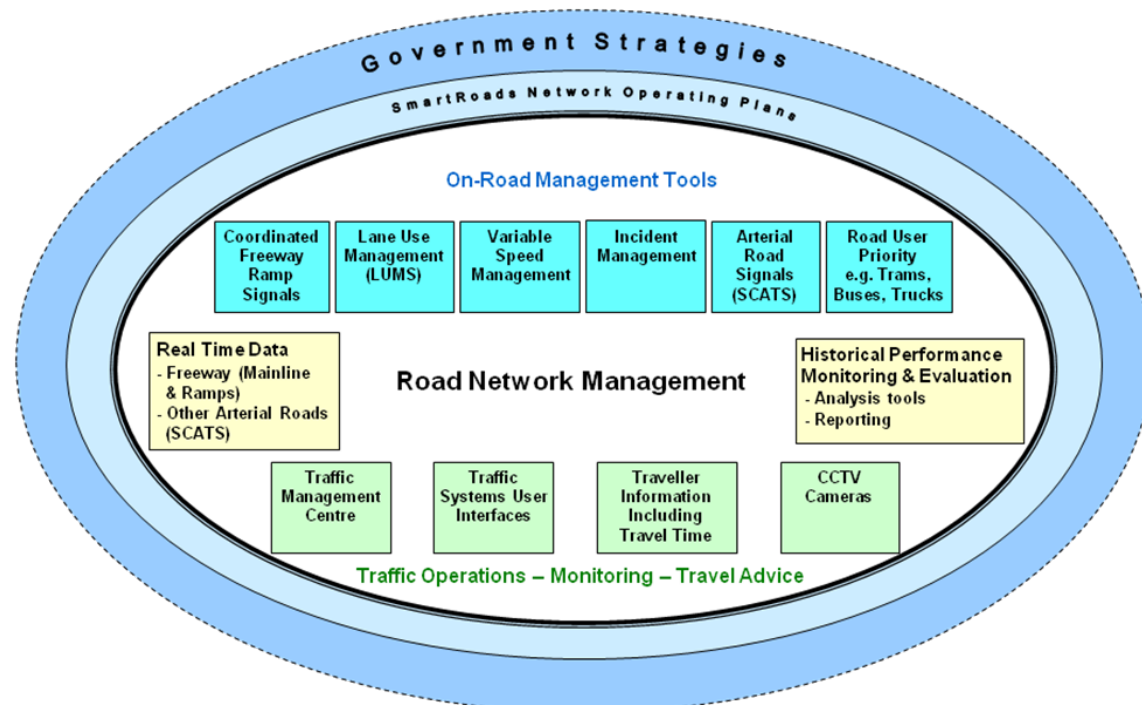 Government Strategies
SmartRoads Network Operating Plans
On-Road Management Tools
Coordinated
Freeway
Ramp
Signals
Lane Use
Management
(LUMS)
Variable
Speed
Management
Incident
Management
Arterial
Road
Signals
(SCATS)
Road User
Priority
e.g. Trams,
Buses, Trucks
Real Time Data
- Freeway (Mainline
& Ramps)
- Other Arterial Roads
(SCATS)
Road Network Management
Historical Performance
Monitoring & Evaluation
- Analysis tools
- Reporting
Traffic
Management
Centre
Traffic
Systems User
Interfaces
Traveller
Information
Including
Travel Time
CCTV
Cameras
Traffic Operations – Monitoring – Travel Advice